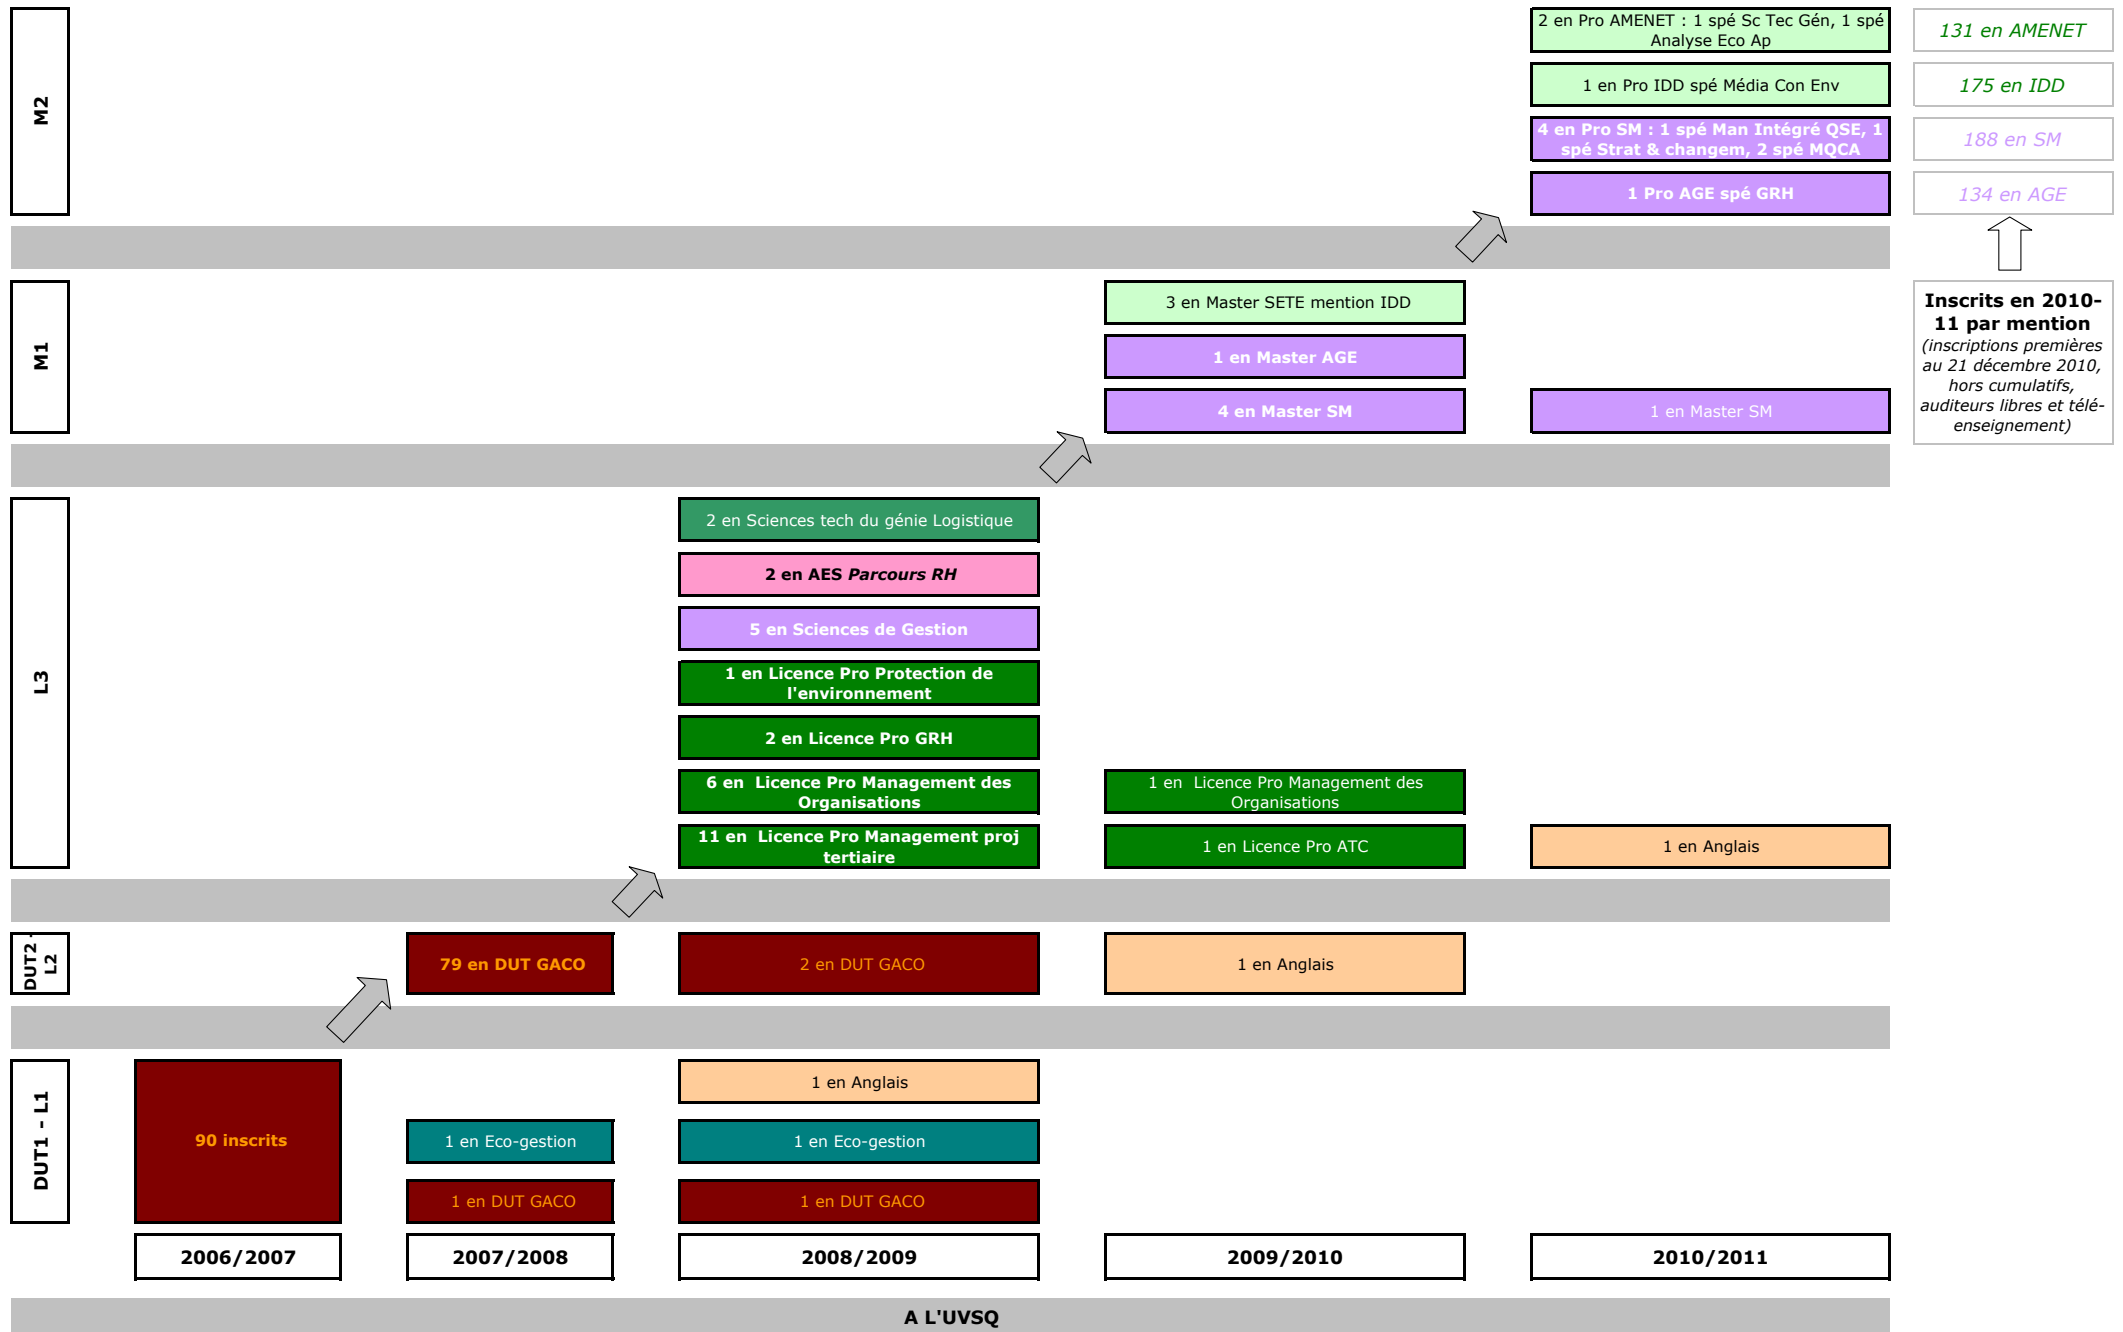 M2
2 en Pro AMENET : 1 spé Sc Tec Gén, 1 spé
Analyse Eco Ap
131 en AMENET
1 en Pro IDD spé Média Con Env
175 en IDD
4 en Pro SM : 1 spé Man Intégré QSE, 1
spé Strat & changem, 2 spé MQCA
188 en SM
1 Pro AGE spé GRH
134 en AGE
M1
3 en Master SETE mention IDD
1 en Master AGE
4 en Master SM
1 en Master SM
Inscrits en 2010-
11 par mention
(inscriptions premières
au 21 décembre 2010,
hors cumulatifs,
auditeurs libres et télé-
enseignement)
L3
2 en Sciences tech du génie Logistique
2 en AES Parcours RH
5 en Sciences de Gestion
1 en Licence Pro Protection de
l'environnement
2 en Licence Pro GRH
6 en  Licence Pro Management des
Organisations
1 en  Licence Pro Management des
Organisations
11 en  Licence Pro Management proj
tertiaire
1 en Licence Pro ATC
1 en Anglais
DUT2 -
L2
79 en DUT GACO
2 en DUT GACO
1 en Anglais
DUT1 - L1
90 inscrits
1 en Anglais
1 en Eco-gestion
1 en Eco-gestion
1 en DUT GACO
1 en DUT GACO
2006/2007
2007/2008
2008/2009
2009/2010
2010/2011
A L'UVSQ